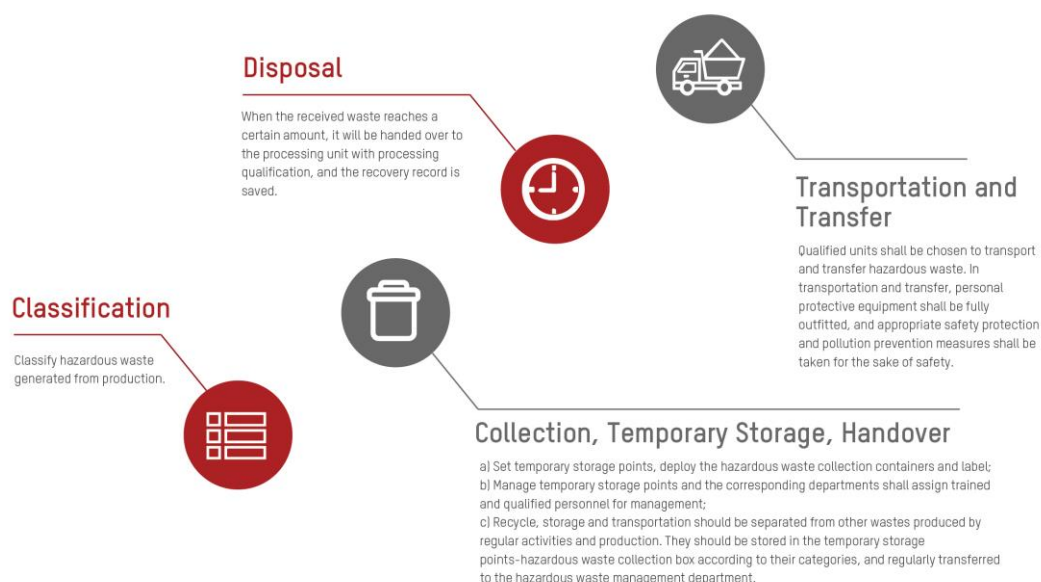 Disposal
When the received waste reaches a
certain amount, it will be handed over to
the processing unit with processing
qualification, and the recovery record is
saved.
Transportation and
Transfer
Qualified units shall be chosen to transport
and transfer hazardous waste. In
transportation and transfer, personal
protective equipment shall be fully
outfitted, and appropriate safety protection
and pollution prevention measures shall be
taken for the sake of safety.
Classification
Classify hazardous waste
generated from production.
Collection, Temporary Storage, Handover
a) Set temporary storage points, deploy the hazardous waste collection containers and label;
b) Manage temporary storage points and the corresponding departments shall assign trained
and qualified personnel for management;
c) Recycle, storage and transportation should be separated from other wastes produced by
regular activities and production. They should be stored in the temporary storage
points-hazardous waste collection box according to their categories, and regularly transferred
to the hazardous waste management department.